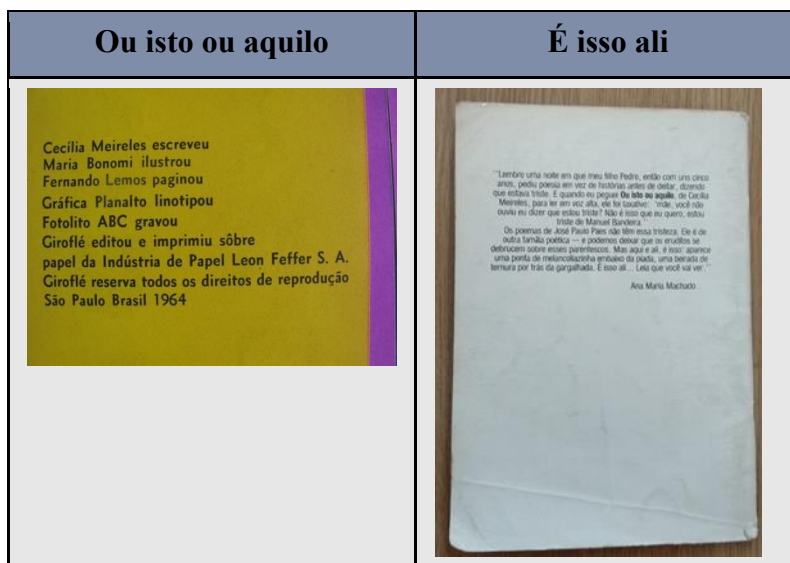 Ou isto ou aquilo
É isso ali
Cecília Meireles escreveu
Maria Bonomi ilustrou
Fernando Lemos paginou
Gráfica Planalto linotipou
Fotolito ABC gravou
Giroflé editou e imprimiu sôbre
papel da Indústria de Papel Leon Feffer S. A.
Giroflé reserva todos os direitos de reprodução
São Paulo Brasil 1964
"Lembro uma noite em que meu filho Pedro, então com uns cinco
anos, pediu poesia em vez de histórias antes de deitar, dizendo
que estava triste. E quando eu peguei Ou isto ou aquilo, de Cecília
Meireles, para ler em voz alta, ele foi taxativo: "mãe, você não
ouviu eu dizer que estou triste? Não é isso que eu quero, estou
triste de Manuel Bandeira."
Os poemas de José Paulo Paes não têm essa tristeza. Ele é de
outra família poética — e podemos deixar que os eruditos se
debrucem sobre esses parentescos. Mas aqui e ali, é isso: aparece
uma ponta de melancoliazinha embaixo da piada, uma beirada de
ternura por trás da gargalhada. É isso ali... Leia que você vai ver."
Ana Maria Machado